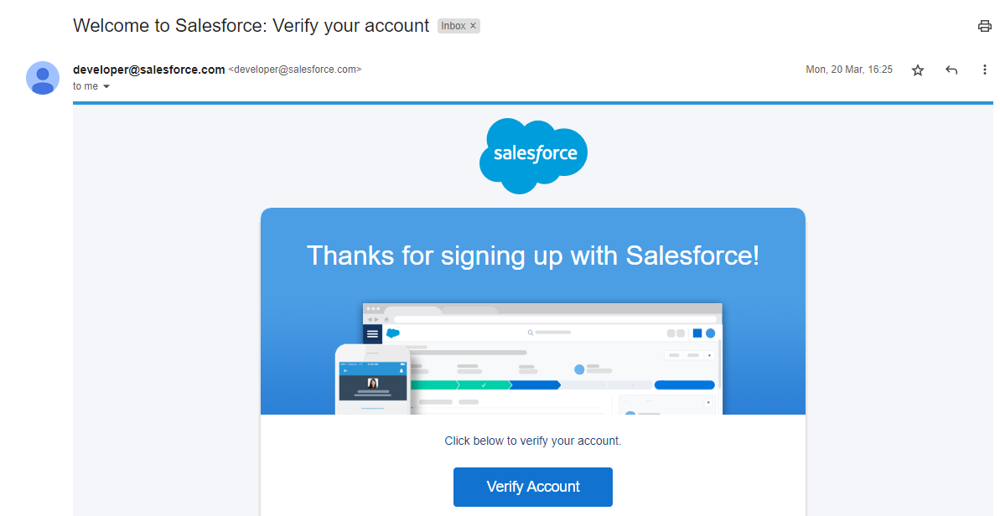 Welcome to Salesforce: Verify your account Inbox ×
developer@salesforce.com <developer@salesforce.com> Mon, 20 Mar, 16:25
to me
salesforce
Thanks for signing up with Salesforce!
Click below to verify your account.
Verify Account